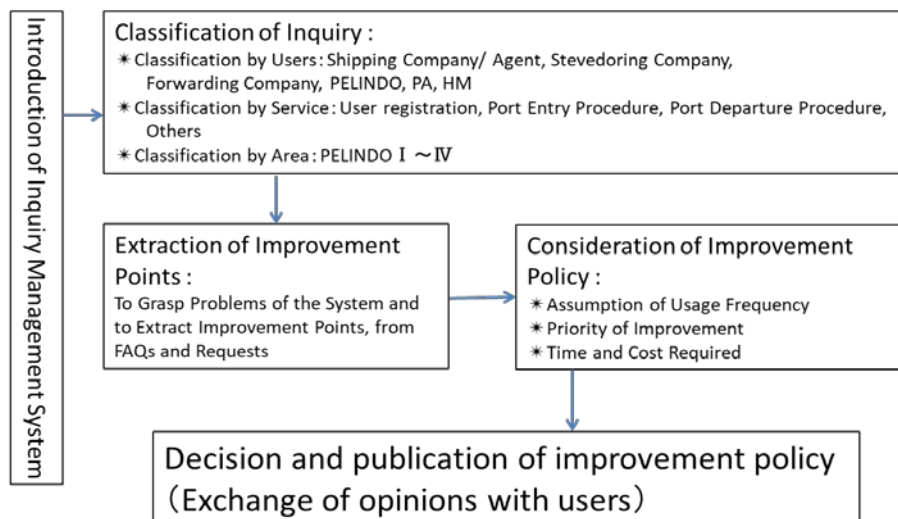 Introduction of Inquiry Management System
Classification of Inquiry :
✴ Classification by Users : Shipping Company/ Agent, Stevedoring Company,
Forwarding Company, PELINDO, PA, HM
✴ Classification by Service : User registration, Port Entry Procedure, Port Departure Procedure,
Others
✴ Classification by Area : PELINDO Ⅰ ～Ⅳ
Extraction of Improvement
Points :
To Grasp Problems of the System and
to Extract Improvement Points, from
FAQs and Requests
Consideration of Improvement
Policy :
✴ Assumption of Usage Frequency
✴ Priority of Improvement
✴ Time and Cost Required
Decision and publication of improvement policy
（Exchange of opinions with users）